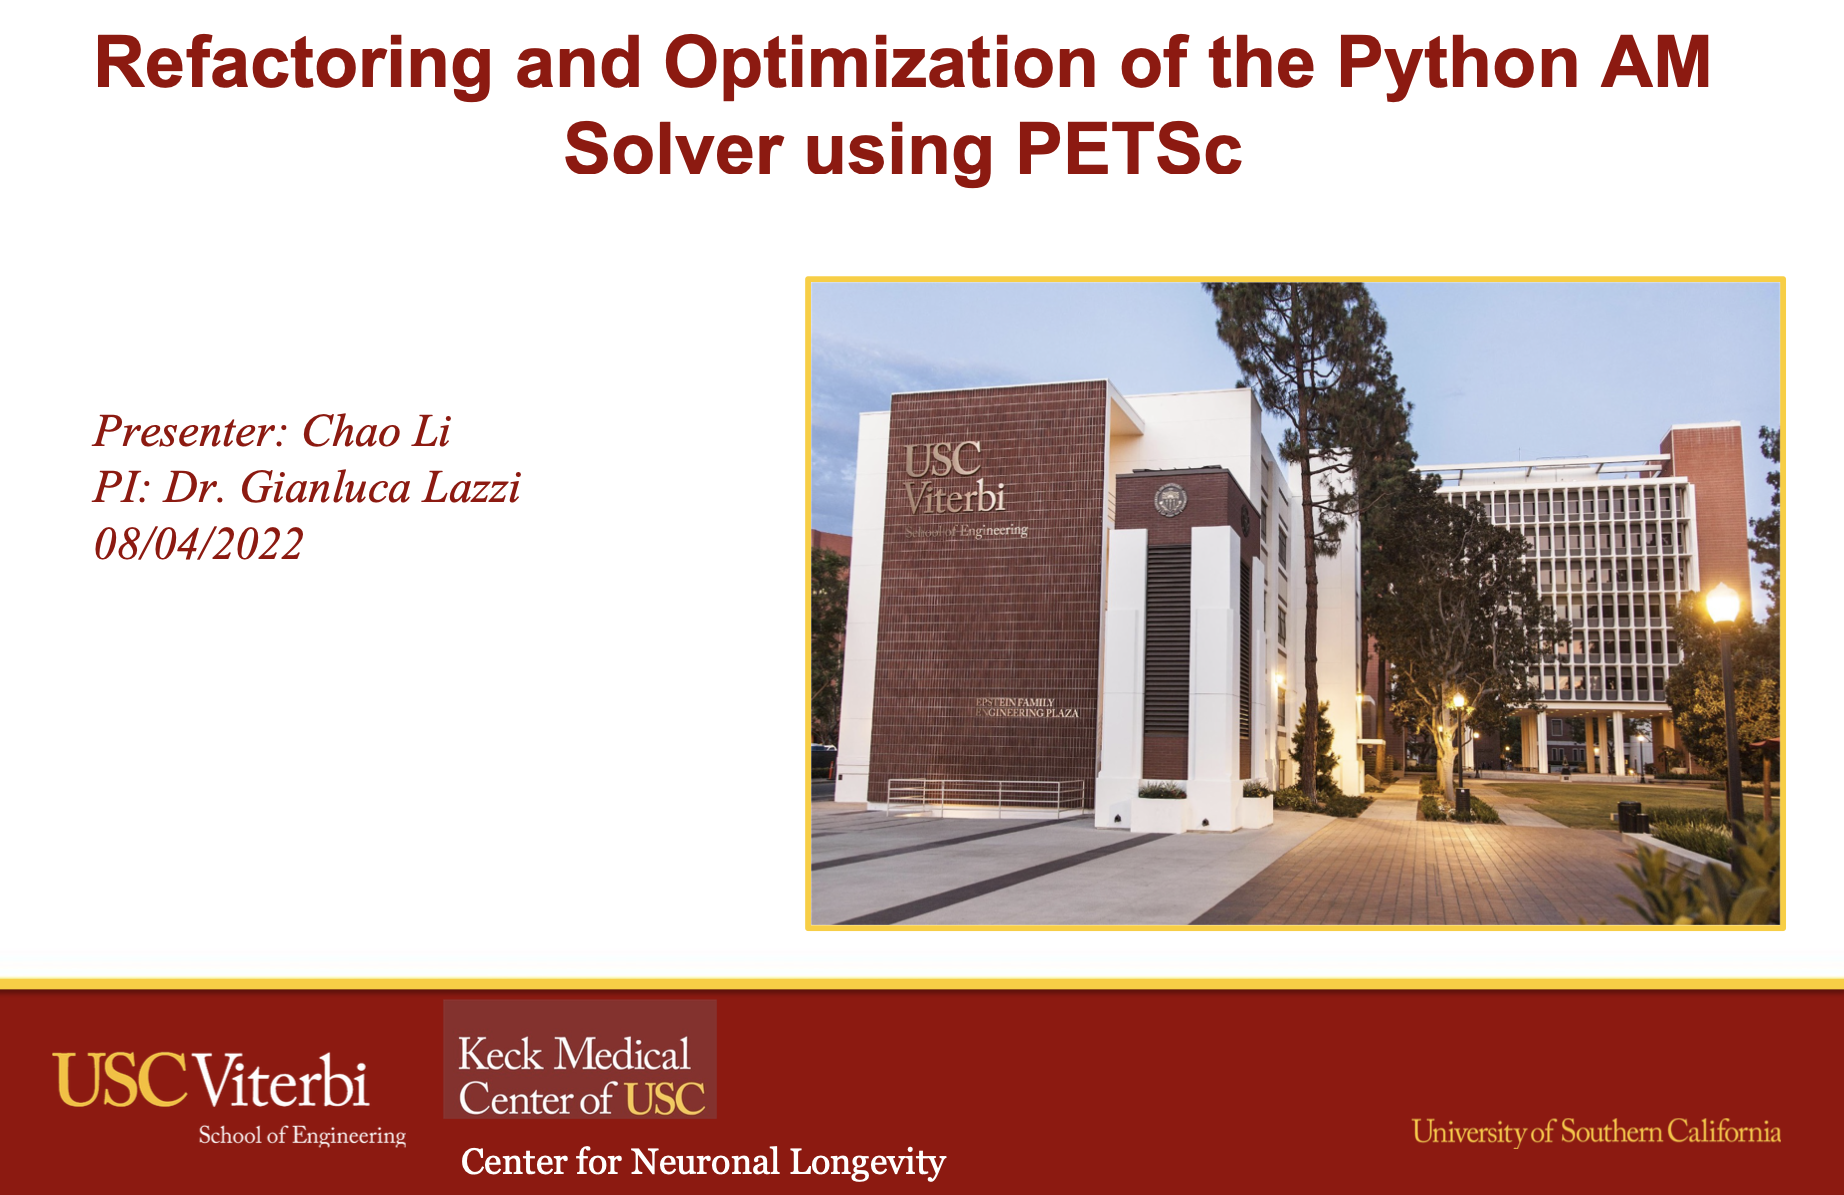 Refactoring and Optimization of the Python AM
Solver using PETSc
Presenter: Chao Li
PI: Dr. Gianluca Lazzi
08/04/2022
USC
Viterbi
School of Engineering
EPSTEIN FAMILY
ENGINEERING PLAZA
USC Viterbi
School of Engineering
Keck Medical
Center of USC
Center for Neuronal Longevity
University of Southern California